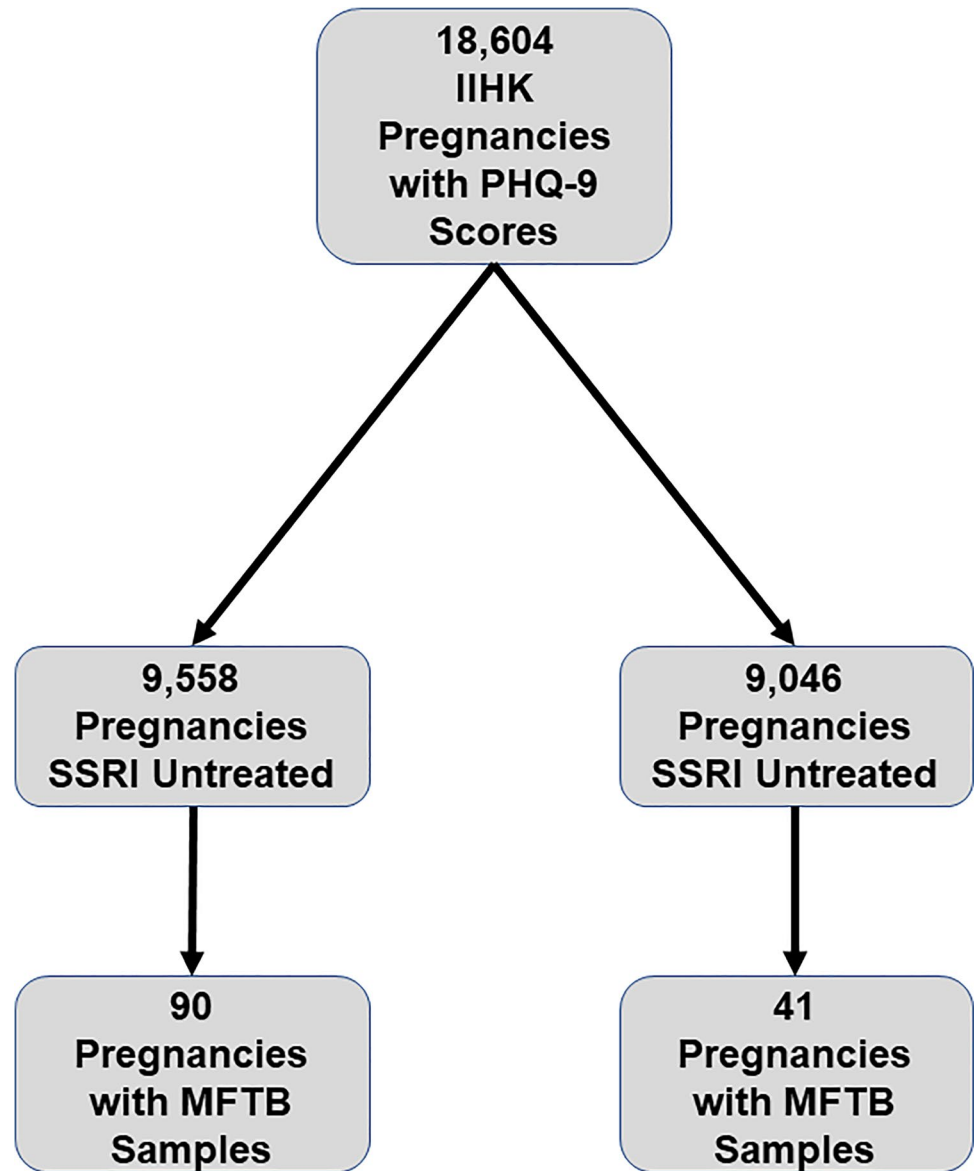 18,604
IIHK
Pregnancies
with PHQ-9
Scores
9,558
Pregnancies
SSRI Untreated
9,046
Pregnancies
SSRI Untreated
90
Pregnancies
with MFTB
Samples
41
Pregnancies
with MFTB
Samples